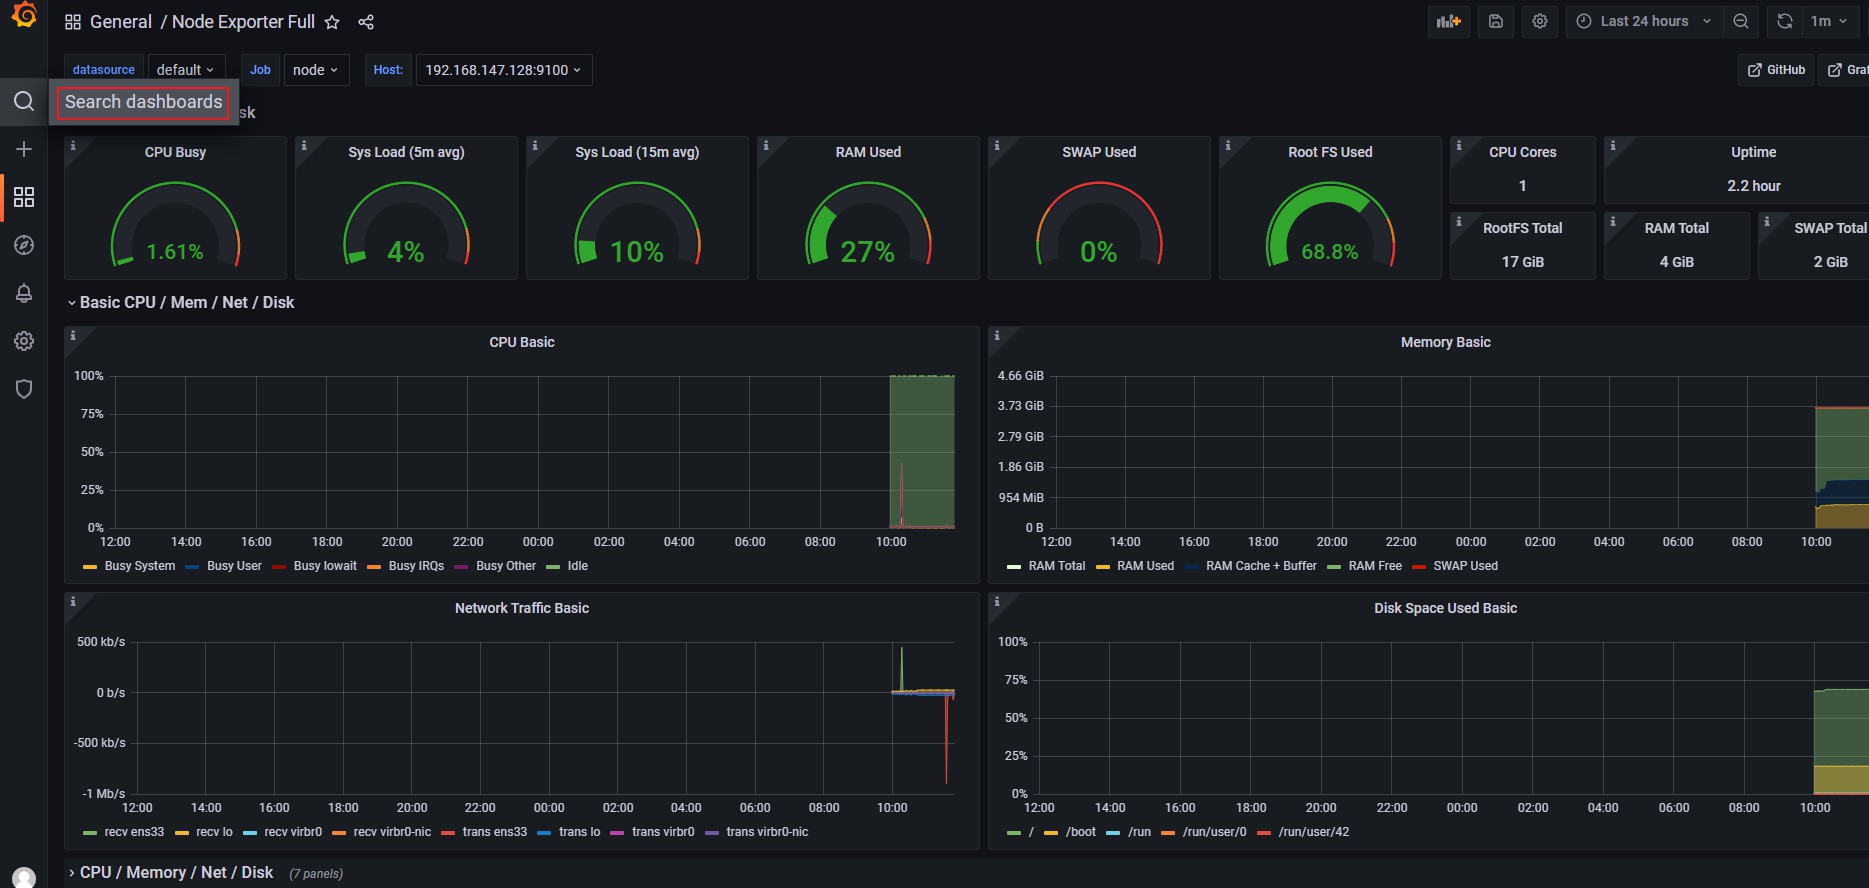 General / Node Exporter Full
Last 24 hours
1m
datasource
default
Job
node
Host:
192.168.147.128:9100
GitHub
Graf
Search dashboards
sk
CPU Busy
1.61%
Sys Load (5m avg)
4%
Sys Load (15m avg)
10%
RAM Used
27%
SWAP Used
0%
Root FS Used
68.8%
CPU Cores
1
Uptime
2.2 hour
RootFS Total
17 GiB
RAM Total
4 GiB
SWAP Total
2 GiB
Basic CPU / Mem / Net / Disk
CPU Basic
100%
75%
50%
25%
0%
12:00 14:00 16:00 18:00 20:00 22:00 00:00 02:00 04:00 06:00 08:00 10:00
Busy System Busy User Busy Iowait Busy IRQs Busy Other Idle
Memory Basic
4.66 GiB
3.73 GiB
2.79 GiB
1.86 GiB
954 MiB
0 B
12:00 14:00 16:00 18:00 20:00 22:00 00:00 02:00 04:00 06:00 08:00 10:00
RAM Total RAM Used RAM Cache + Buffer RAM Free SWAP Used
Network Traffic Basic
500 kb/s
0 b/s
-500 kb/s
-1 Mb/s
12:00 14:00 16:00 18:00 20:00 22:00 00:00 02:00 04:00 06:00 08:00 10:00
recv ens33 recv lo recv virbr0 recv virbr0-nic trans ens33 trans lo trans virbr0 trans virbr0-nic
Disk Space Used Basic
100%
75%
50%
25%
0%
12:00 14:00 16:00 18:00 20:00 22:00 00:00 02:00 04:00 06:00 08:00 10:00
/ /boot /run /run/user/0 /run/user/42
CPU / Memory / Net / Disk (7 panels)